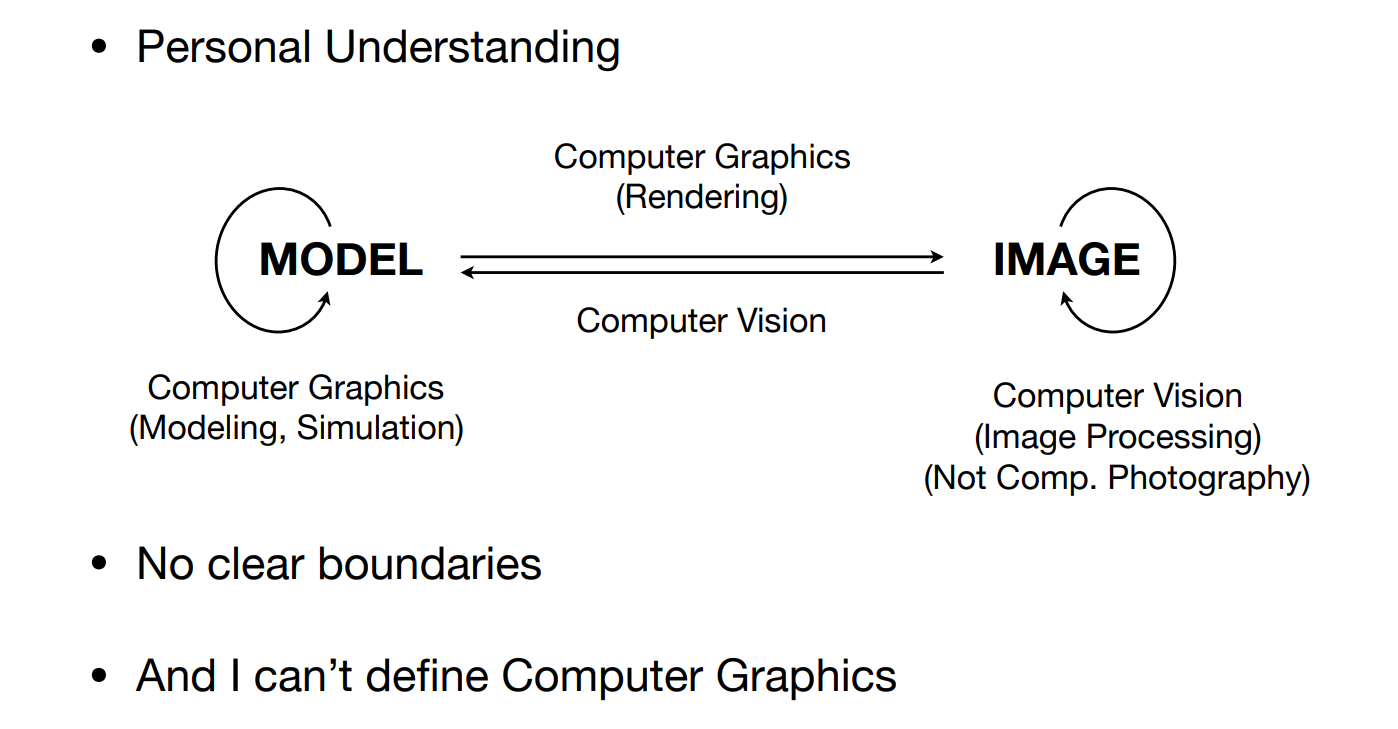 • Personal Understanding
Computer Graphics
(Rendering)
MODEL
IMAGE
Computer Vision
Computer Graphics
(Modeling, Simulation)
Computer Vision
(Image Processing)
(Not Comp. Photography)
• No clear boundaries
• And I can’t define Computer Graphics